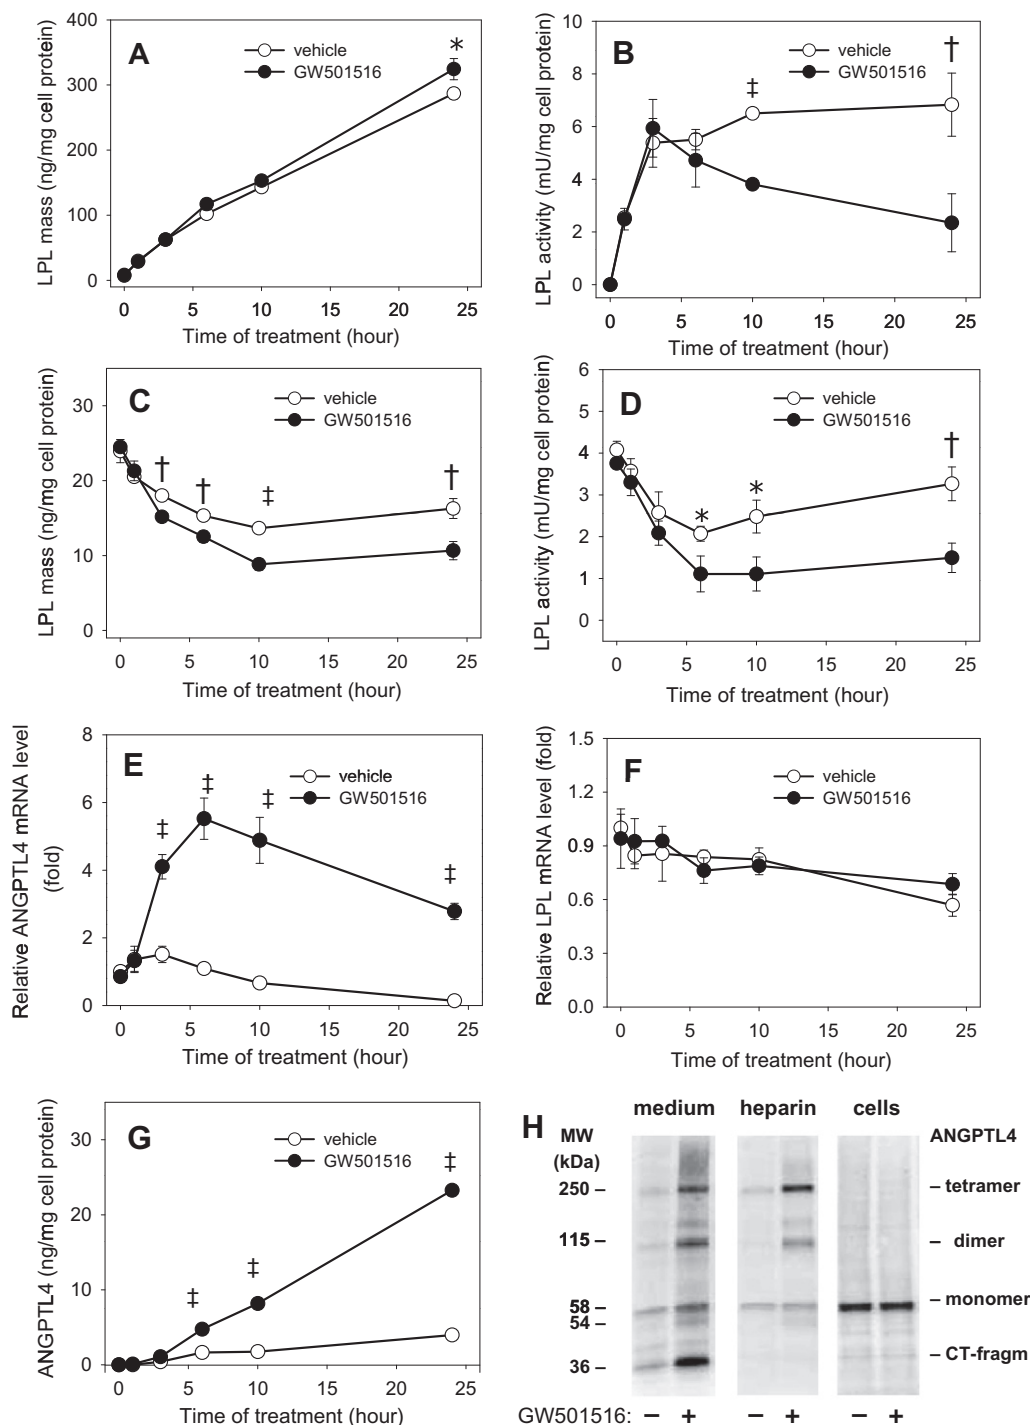 A
vehicle
GW501516
*
LPL mass (ng/mg cell protein)
400
300
200
100
0
0 5 10 15 20 25
Time of treatment (hour)
B
vehicle
GW501516
‡
†
LPL activity (mU/mg cell protein)
10
8
6
4
2
0
0 5 10 15 20 25
Time of treatment (hour)
C
vehicle
GW501516
† † ‡ †
LPL mass (ng/mg cell protein)
30
20
10
0
0 5 10 15 20 25
Time of treatment (hour)
D
vehicle
GW501516
* * †
LPL activity (mU/mg cell protein)
6
5
4
3
2
1
0
0 5 10 15 20 25
Time of treatment (hour)
E
vehicle
GW501516
‡ ‡ ‡ ‡
Relative ANGPTL4 mRNA level
(fold)
8
6
4
2
0
0 5 10 15 20 25
Time of treatment (hour)
F
vehicle
GW501516
Relative LPL mRNA level (fold)
1.5
1.2
0.9
0.6
0.3
0.0
0 5 10 15 20 25
Time of treatment (hour)
G
vehicle
GW501516
‡ ‡ ‡
ANGPTL4 (ng/mg cell protein)
30
20
10
0
0 5 10 15 20 25
Time of treatment (hour)
H
medium heparin cells
MW
(kDa)
ANGPTL4
250 –
– tetramer
115 –
– dimer
58 –
– monomer
54 –
36 –
– CT-fragm
GW501516: – + – + – +